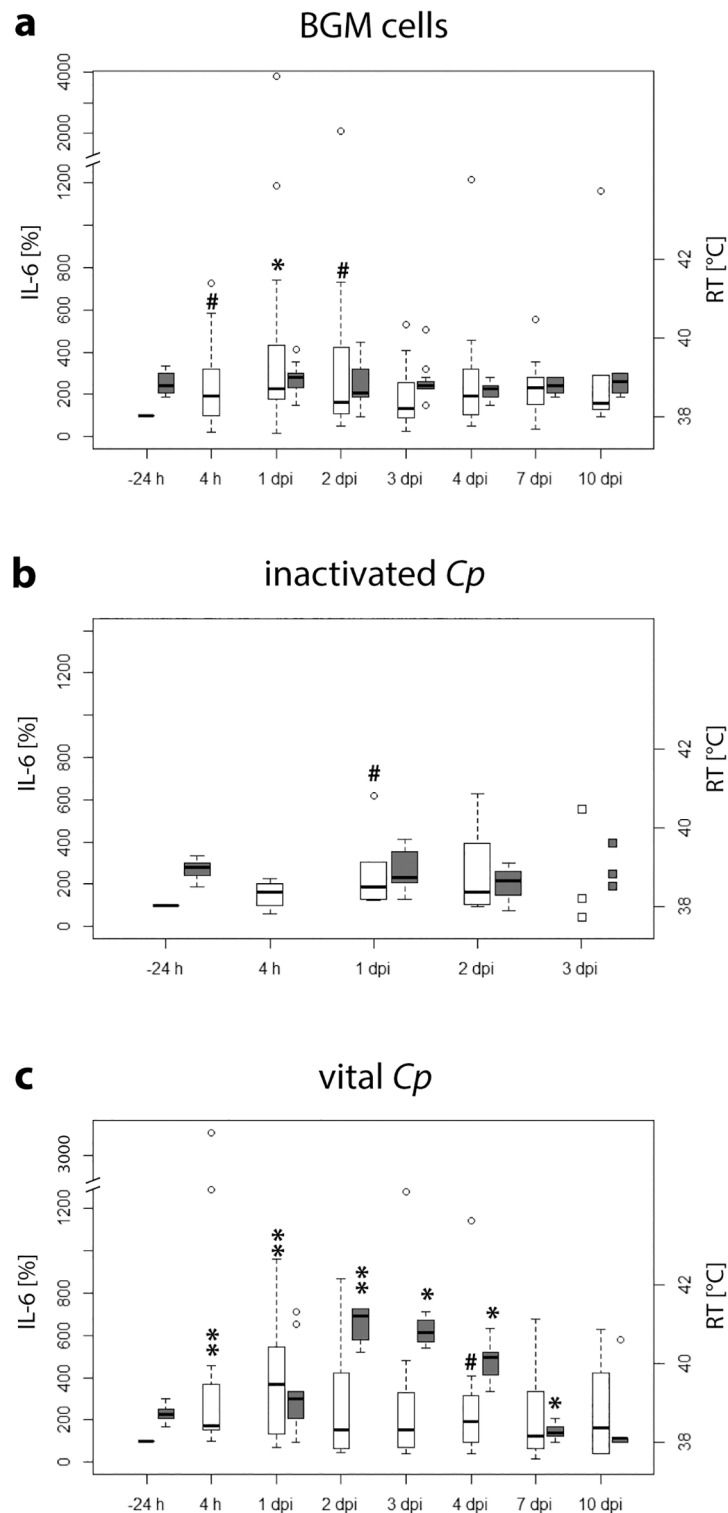 a BGM cells
4000
2000
1200
800
600
400
200
0
IL-6 [%]
42
40
38
RT [°C]
# * #
-24 h 4 h 1 dpi 2 dpi 3 dpi 4 dpi 7 dpi 10 dpi
b inactivated Cp
1200
800
600
400
200
0
IL-6 [%]
42
40
38
RT [°C]
#
-24 h 4 h 1 dpi 2 dpi 3 dpi
c vital Cp
3000
1200
800
600
400
200
0
IL-6 [%]
42
40
38
RT [°C]
** ** ** * # * *
-24 h 4 h 1 dpi 2 dpi 3 dpi 4 dpi 7 dpi 10 dpi